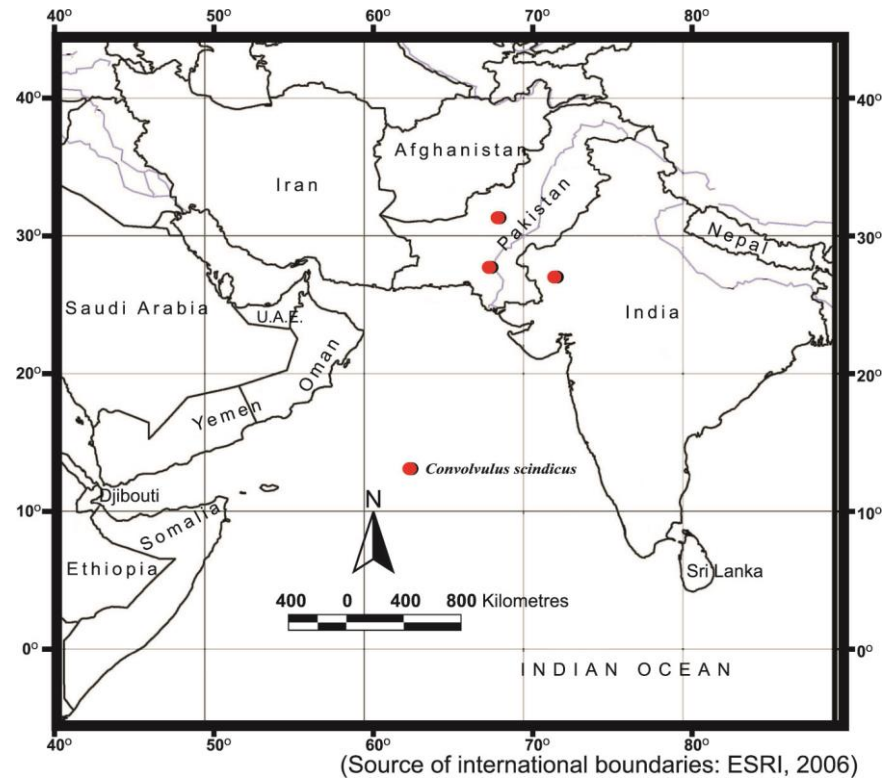 40° 50° 60° 70° 80°
40° 40°
Afghanistan
Iran
Pakistan
30° 30°
Nepal
Saudi Arabia
U.A.E.
India
Oman
20° 20°
Yemen
Convolvulus scindicus
Djibouti
N
10° 10°
Somalia
Ethiopia
Sri Lanka
400 0 400 800 Kilometres
0° 0°
INDIAN OCEAN
40° 50° 60° 70° 80°
(Source of international boundaries: ESRI, 2006)